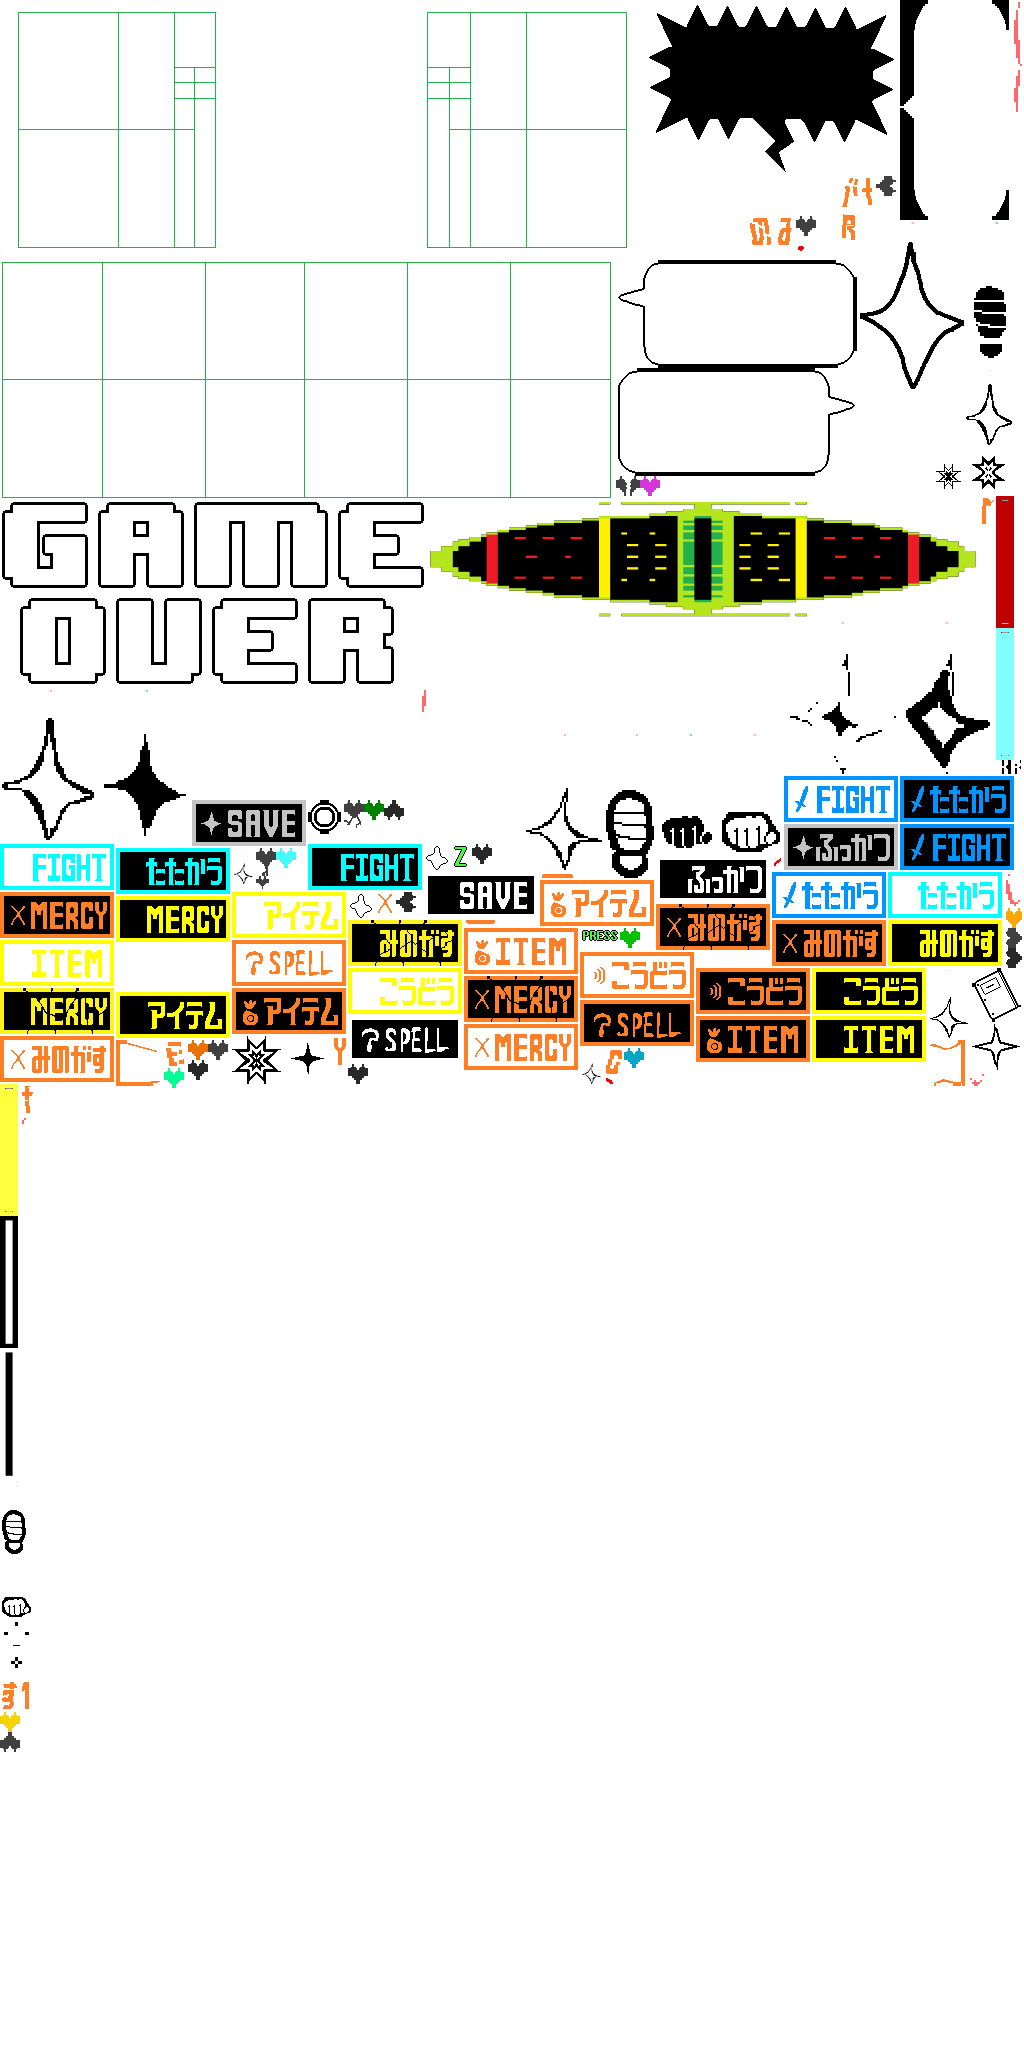 GAME
OVER
FIGHT
たたかう
SAVE
ふっかつ
FIGHT
FIGHT
たたかう
FIGHT
Z
SAVE
アイテム
ふっかつ
たたかう
たたかう
MERCY
MERCY
アイテム
みのがす
ITEM
PRESS
みのがす
みのがす
みのがす
ITEM
SPELL
こうどう
MERCY
こうどう
こうどう
こうどう
MERCY
アイテム
アイテム
SPELL
SPELL
MERCY
ITEM
ITEM
みのがす
Y
す1